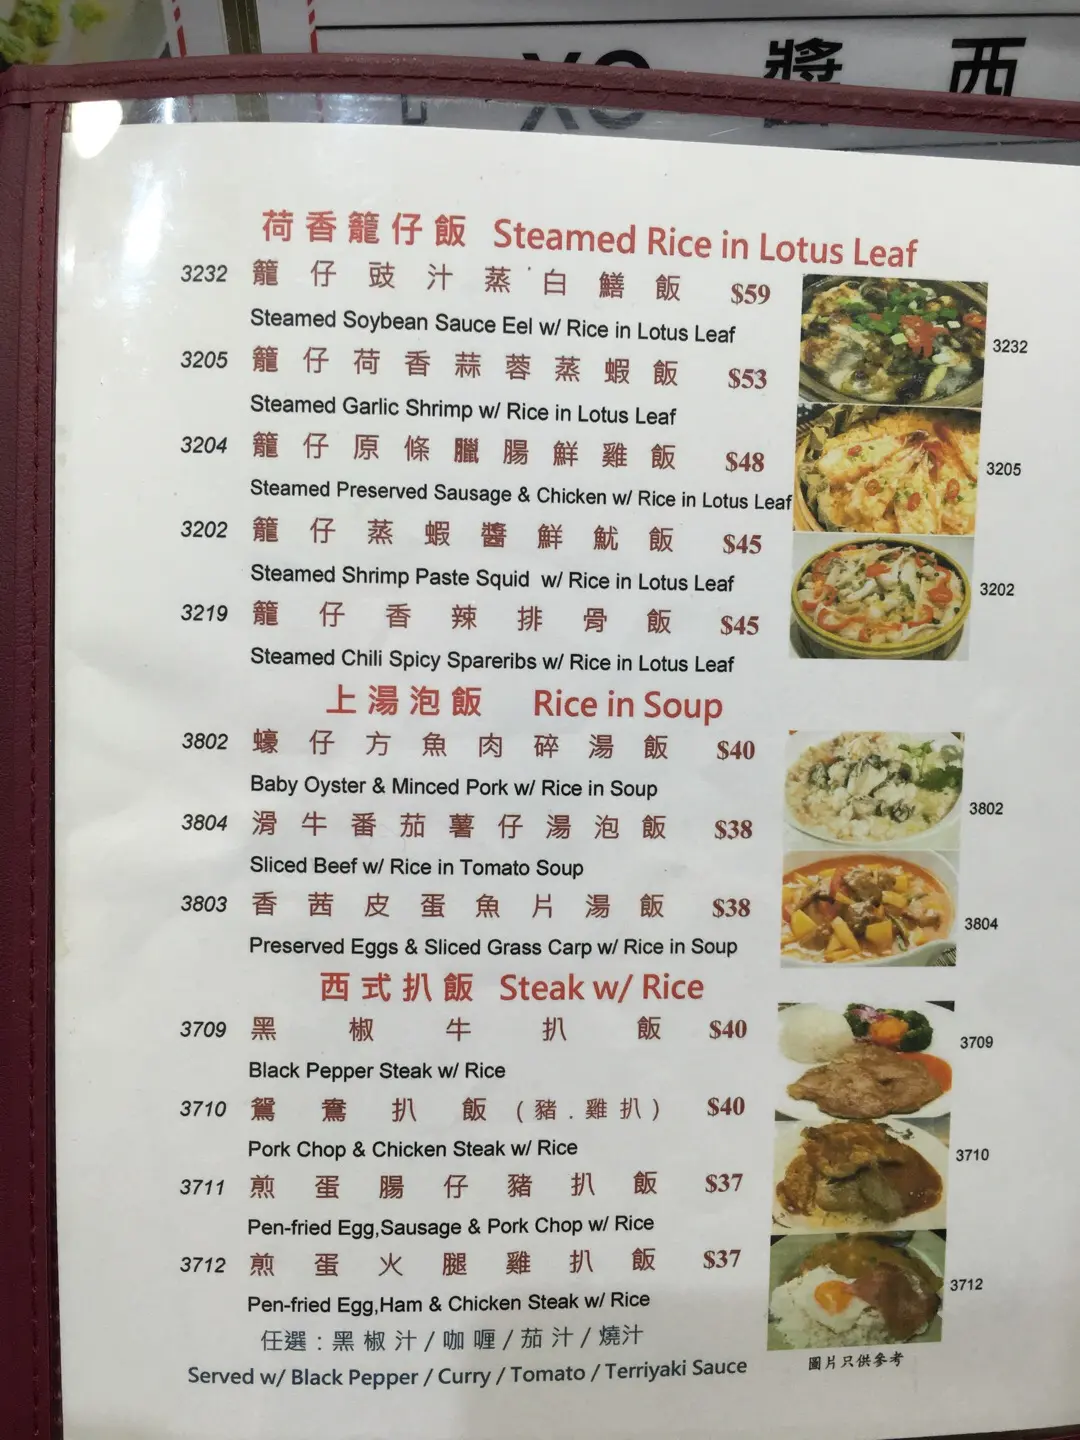 XO 醬 西
荷香籠仔飯 Steamed Rice in Lotus Leaf
3232 籠仔豉汁蒸白鱔飯 $59
Steamed Soybean Sauce Eel w/ Rice in Lotus Leaf
3232
3205 籠仔荷香蒜蓉蒸蝦飯 $53
Steamed Garlic Shrimp w/ Rice in Lotus Leaf
3204 籠仔原條臘腸鮮雞飯 $48
3205
Steamed Preserved Sausage & Chicken w/ Rice in Lotus Leaf
3202 籠仔蒸蝦醬鮮魷飯 $45
Steamed Shrimp Paste Squid w/ Rice in Lotus Leaf
3202
3219 籠仔香辣排骨飯 $45
Steamed Chili Spicy Spareribs w/ Rice in Lotus Leaf
上湯泡飯 Rice in Soup
3802 蠔仔方魚肉碎湯飯 $40
Baby Oyster & Minced Pork w/ Rice in Soup
3802
3804 滑牛番茄薯仔湯泡飯 $38
Sliced Beef w/ Rice in Tomato Soup
3803 香茜皮蛋魚片湯飯 $38
3804
Preserved Eggs & Sliced Grass Carp w/ Rice in Soup
西式扒飯 Steak w/ Rice
3709 黑椒牛扒飯 $40
3709
Black Pepper Steak w/ Rice
3710 鴛鴦扒飯(豬.雞扒) $40
Pork Chop & Chicken Steak w/ Rice
3710
3711 煎蛋腸仔豬扒飯 $37
Pen-fried Egg,Sausage & Pork Chop w/ Rice
3712 煎蛋火腿雞扒飯 $37
3712
Pen-fried Egg,Ham & Chicken Steak w/ Rice
任選:黑椒汁/咖喱/茄汁/燒汁
圖片只供參考
Served w/ Black Pepper / Curry / Tomato / Terriyaki Sauce